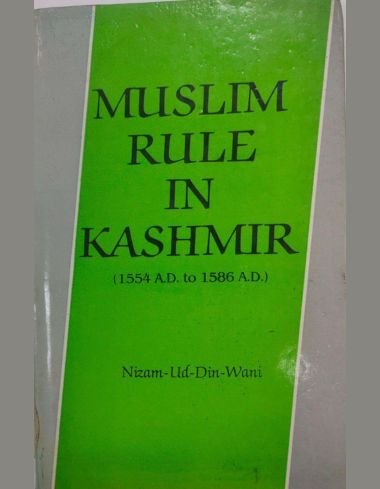 MUSLIM
RULE
IN
KASHMIR
(1554 A.D. to 1586 A.D.)
Nizam-Ud-Din-Wani